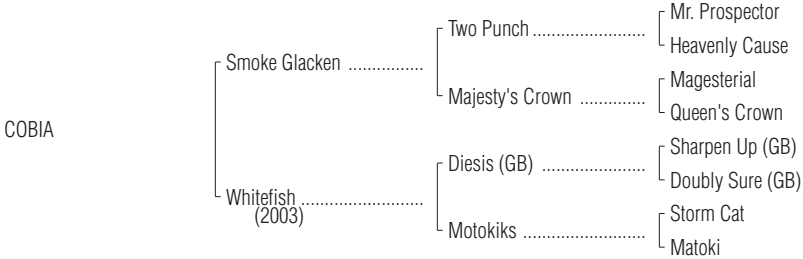 Mr. Prospector
Two Punch ........................
Heavenly Cause
Smoke Glacken ................
Magesterial
Majesty's Crown ..............
Queen's Crown
COBIA
Sharpen Up (GB)
Diesis (GB) ......................
Doubly Sure (GB)
Whitefish ..........................
(2003)
Storm Cat
Motokiks ..........................
Matoki